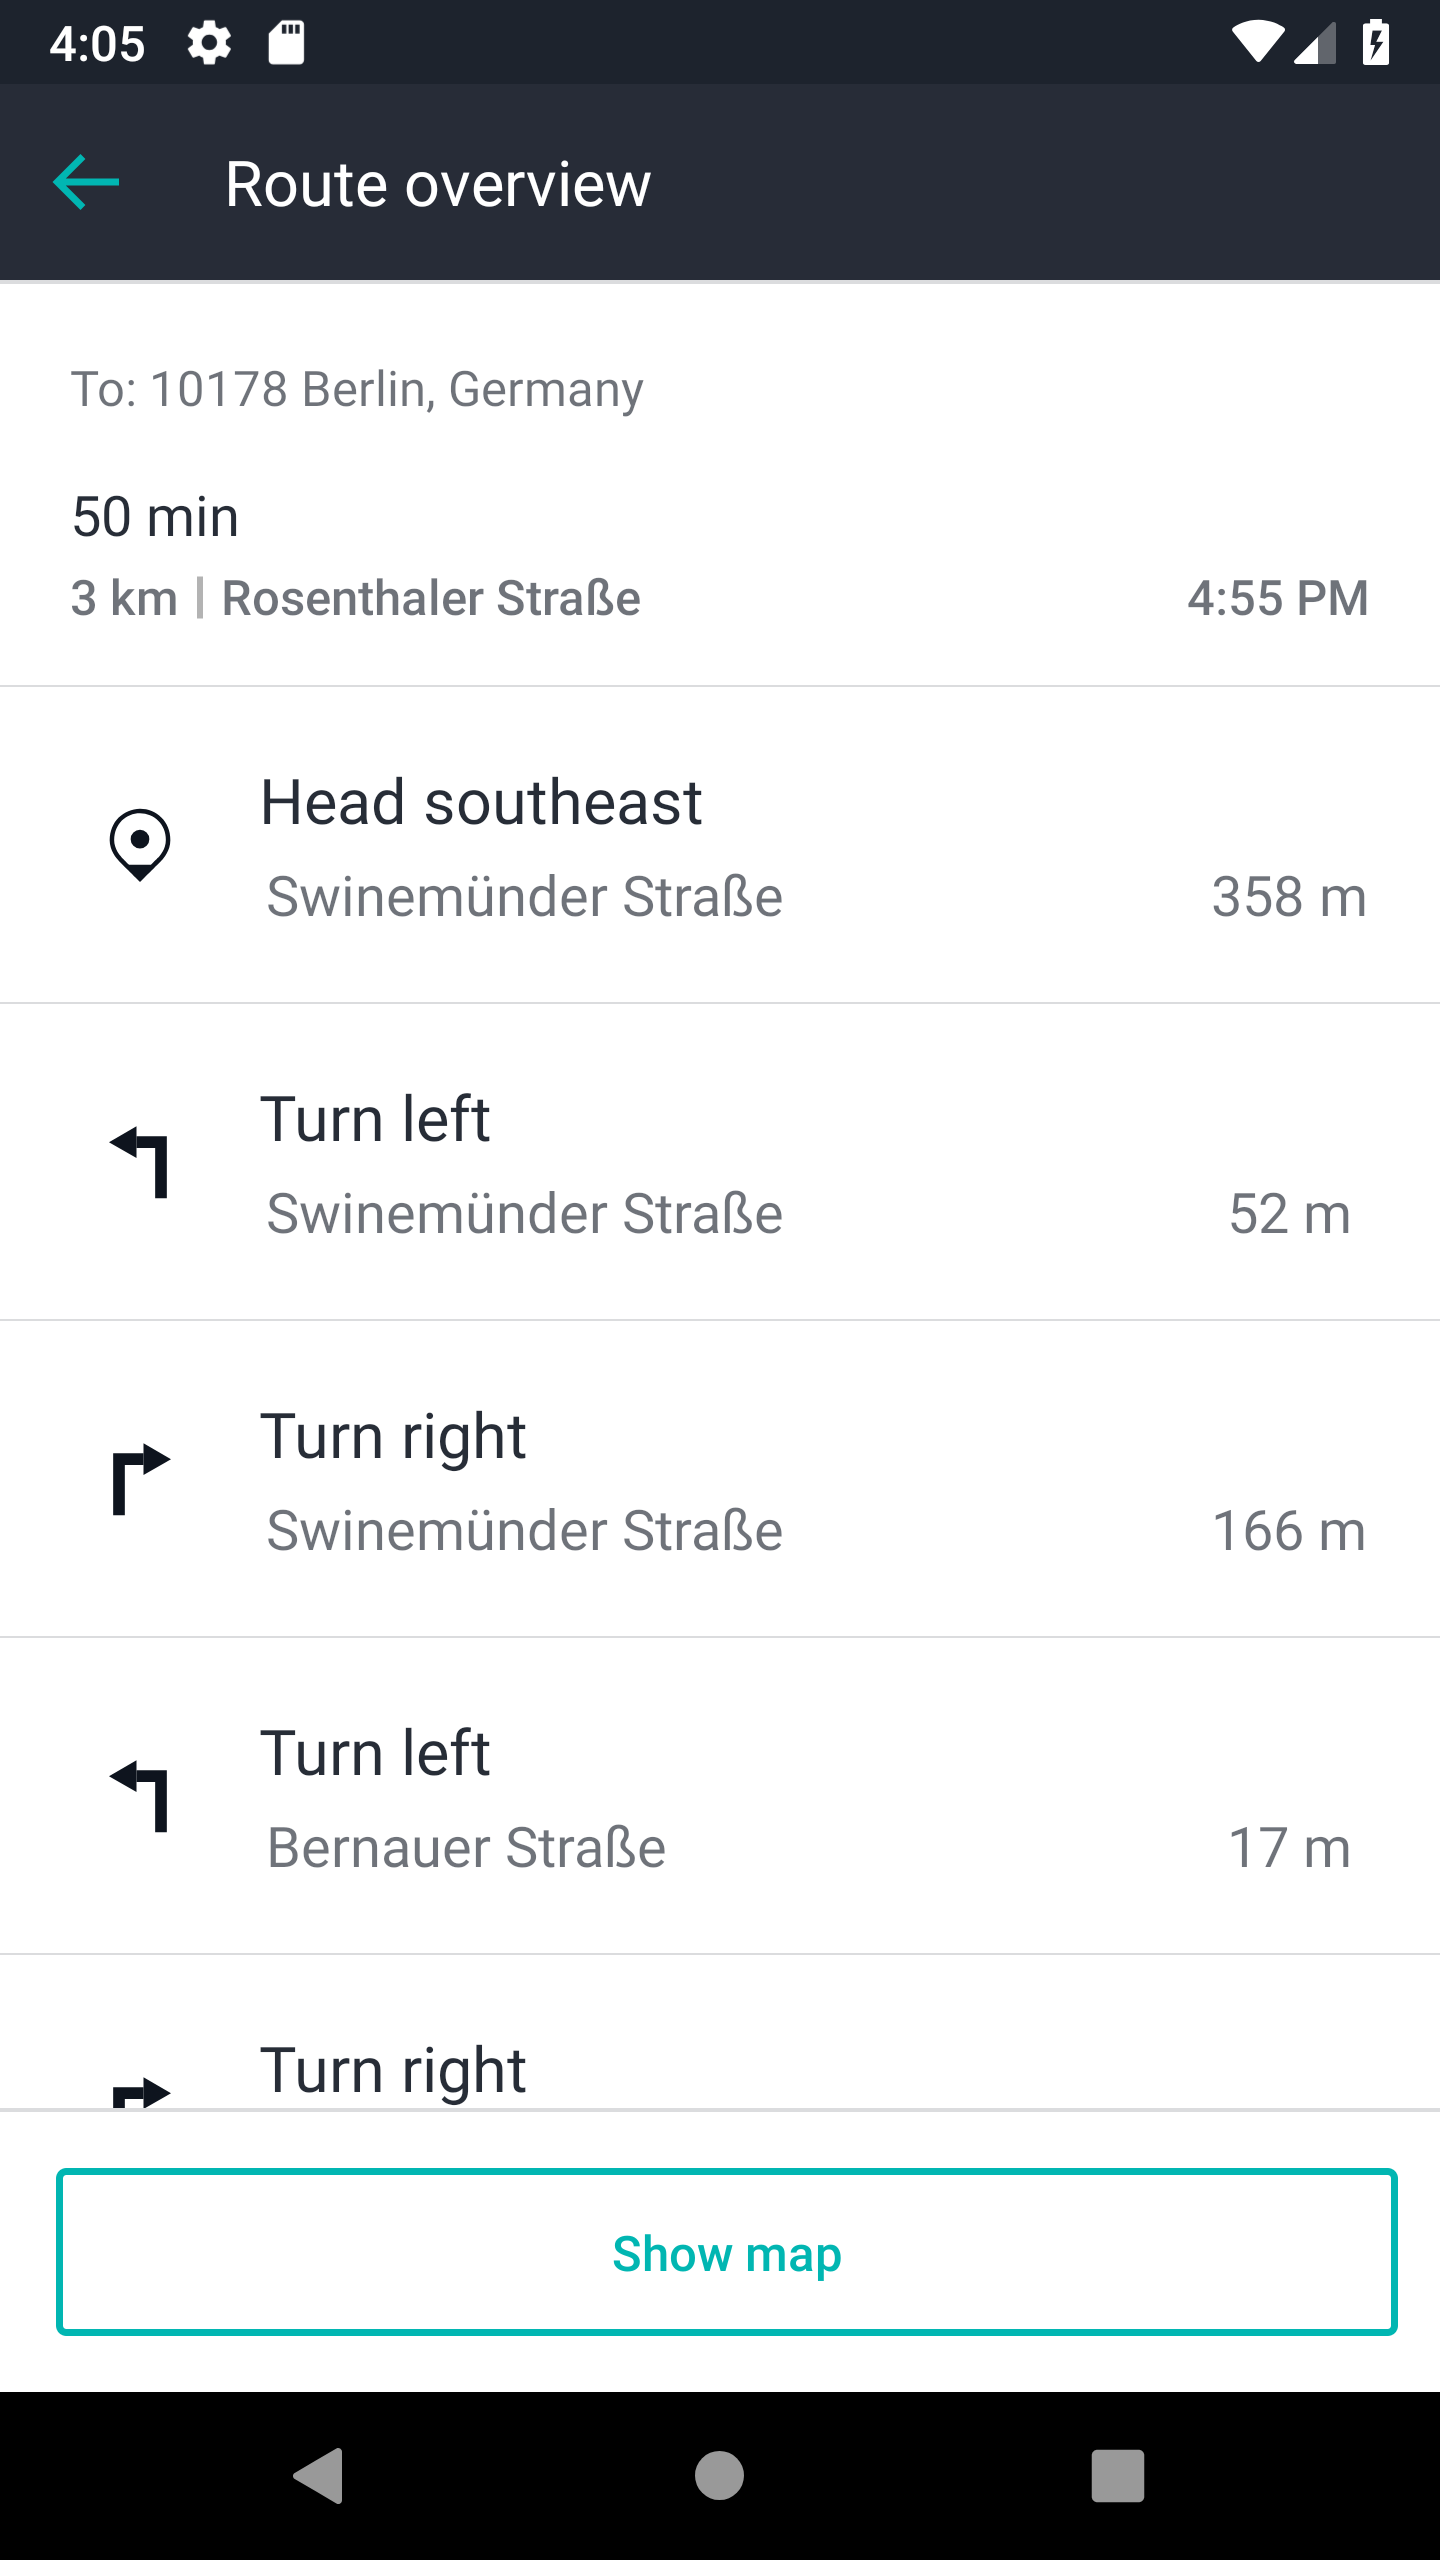 4:05
Route overview
To: 10178 Berlin, Germany
50 min
3 km | Rosenthaler Straße 4:55 PM
Head southeast
Swinemünder Straße 358 m
Turn left
Swinemünder Straße 52 m
Turn right
Swinemünder Straße 166 m
Turn left
Bernauer Straße 17 m
Turn right
Show map